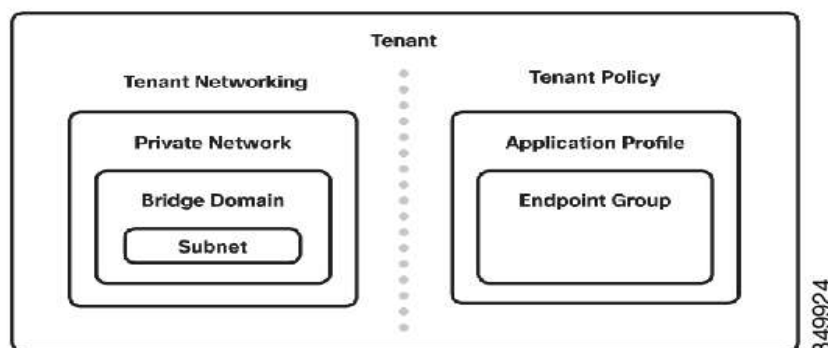 Tenant
Tenant Networking
Tenant Policy
Private Network
Application Profile
Bridge Domain
Endpoint Group
Subnet
349924